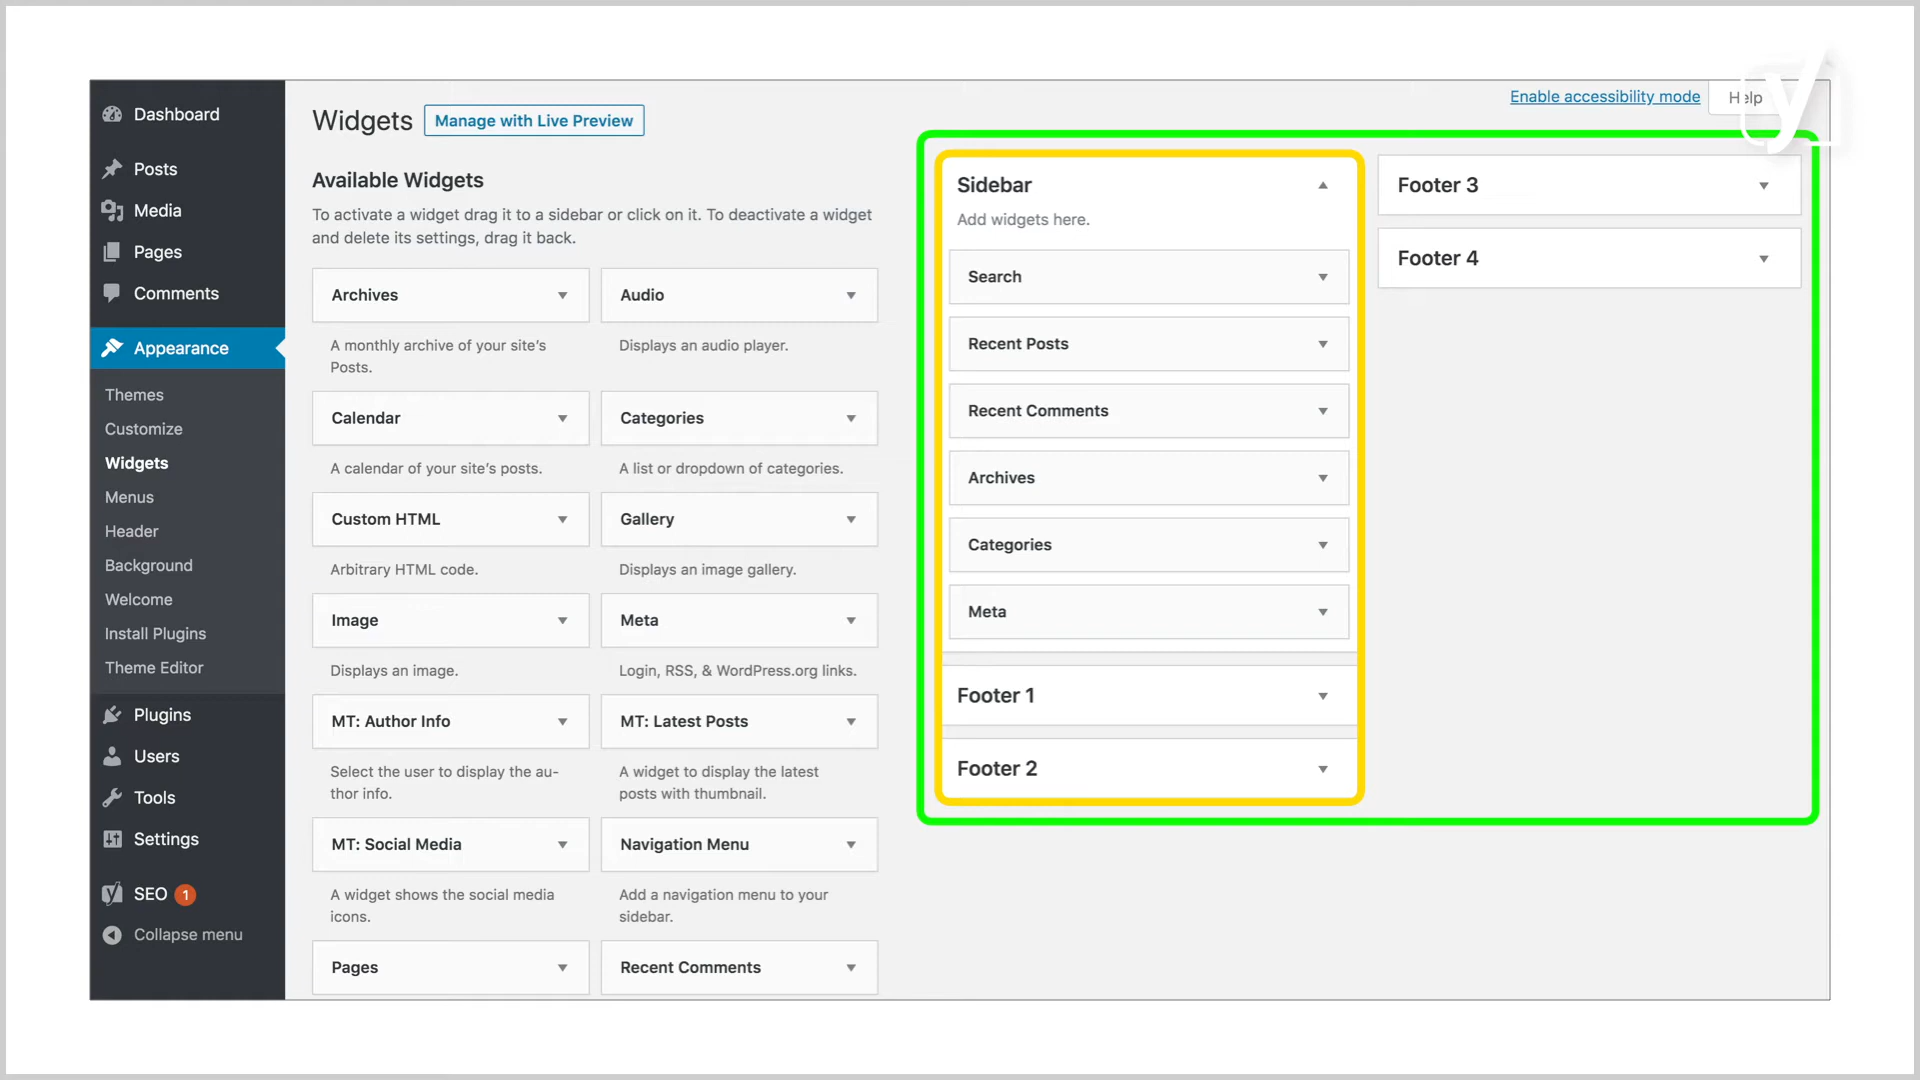 Dashboard
Posts
Media
Pages
Comments
Appearance
Themes
Customize
Widgets
Menus
Header
Background
Welcome
Install Plugins
Theme Editor
Plugins
Users
Tools
Settings
SEO 1
Collapse menu
Widgets
Manage with Live Preview
Enable accessibility mode
Help
Available Widgets
To activate a widget drag it to a sidebar or click on it. To deactivate a widget
and delete its settings, drag it back.
Archives
A monthly archive of your site’s
Posts.
Audio
Displays an audio player.
Calendar
A calendar of your site’s posts.
Categories
A list or dropdown of categories.
Custom HTML
Arbitrary HTML code.
Gallery
Displays an image gallery.
Image
Displays an image.
Meta
Login, RSS, & WordPress.org links.
MT: Author Info
Select the user to display the au-
thor info.
MT: Latest Posts
A widget to display the latest
posts with thumbnail.
MT: Social Media
A widget shows the social media
icons.
Navigation Menu
Add a navigation menu to your
sidebar.
Pages
Recent Comments
Sidebar
Add widgets here.
Search
Recent Posts
Recent Comments
Archives
Categories
Meta
Footer 1
Footer 2
Footer 3
Footer 4